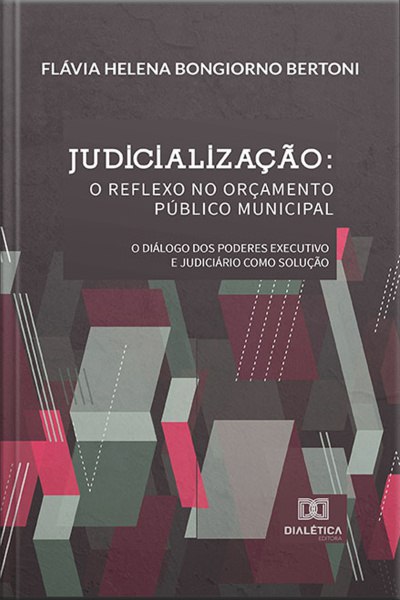 FLÁVIA HELENA BONGIORNO BERTONI
JUDICIALIZAÇÃO:
O REFLEXO NO ORÇAMENTO
PÚBLICO MUNICIPAL
O DIÁLOGO DOS PODERES EXECUTIVO
E JUDICIÁRIO COMO SOLUÇÃO
DIALÉTICA
EDITORA